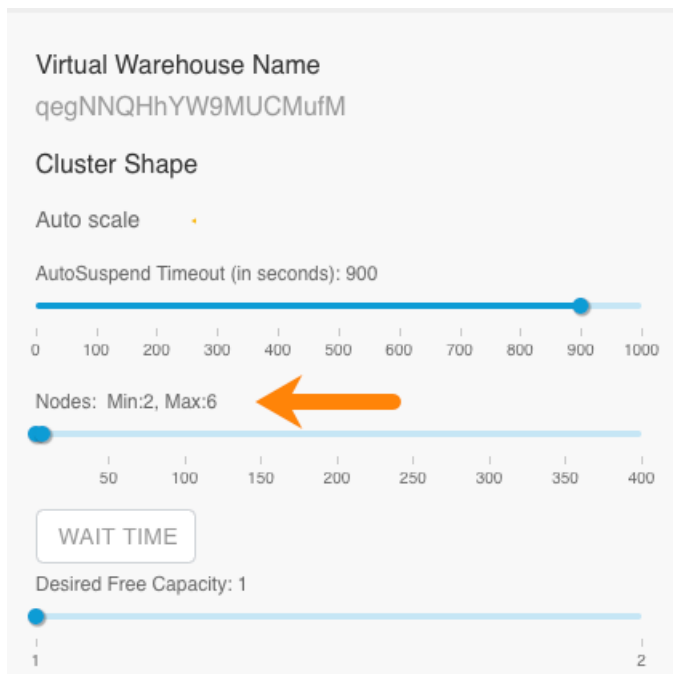 Virtual Warehouse Name
qegNNQHhYW9MUCMufM
Cluster Shape
Auto scale
AutoSuspend Timeout (in seconds): 900
0 100 200 300 400 500 600 700 800 900 1000
Nodes: Min:2, Max:6
50 100 150 200 250 300 350 400
WAIT TIME
Desired Free Capacity: 1
1 2